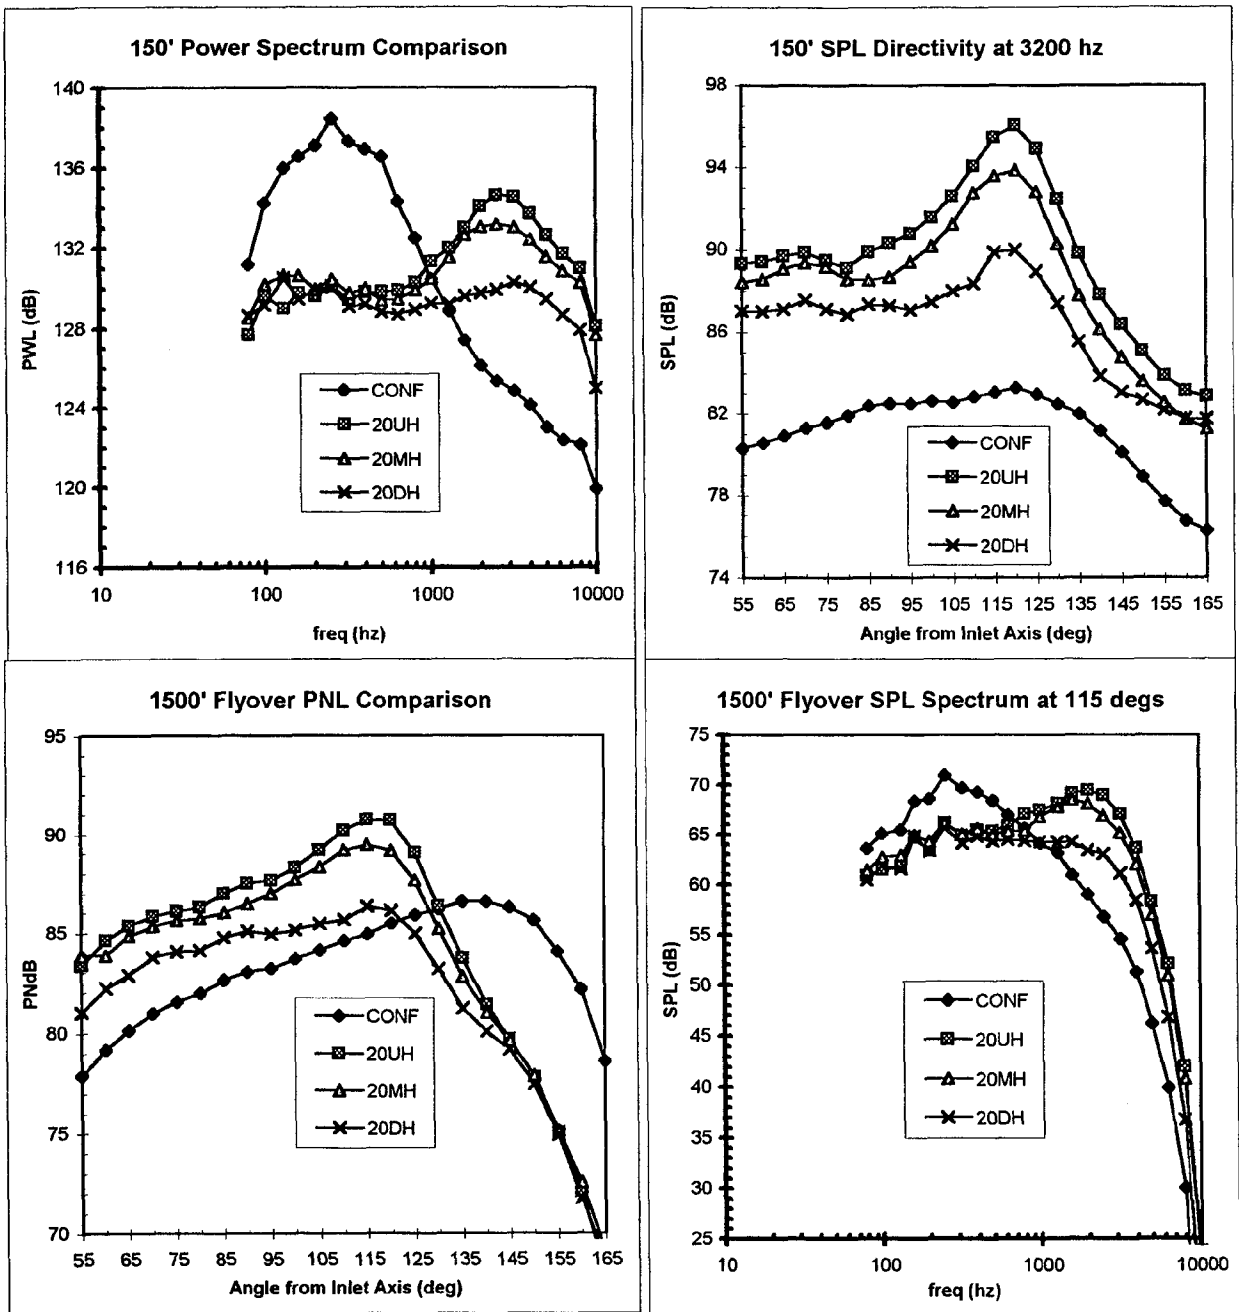 150' Power Spectrum Comparison
140
136
132
128
124
120
116
PWL (dB)
CONF
20UH
20MH
20DH
10
100
1000
10000
freq (hz)
150' SPL Directivity at 3200 hz
98
94
90
86
82
78
74
SPL (dB)
CONF
20UH
20MH
20DH
55 65 75 85 95 105 115 125 135 145 155 165
Angle from Inlet Axis (deg)
1500' Flyover PNL Comparison
95
90
85
80
75
70
PNdB
CONF
20UH
20MH
20DH
55 65 75 85 95 105 115 125 135 145 155 165
Angle from Inlet Axis (deg)
1500' Flyover SPL Spectrum at 115 degs
75
70
65
60
55
50
45
40
35
30
25
SPL (dB)
CONF
20UH
20MH
20DH
10
100
1000
10000
freq (hz)